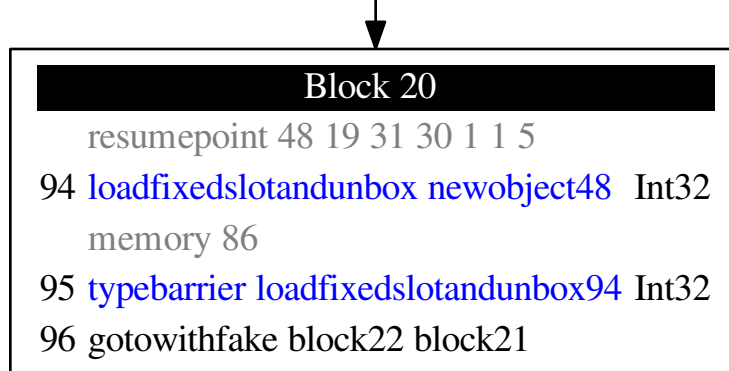 Block 20
resumepoint 48 19 31 30 1 1 5
94 loadfixedslotandunbox newobject48 Int32
memory 86
95 typebarrier loadfixedslotandunbox94 Int32
96 gotowithfake block22 block21